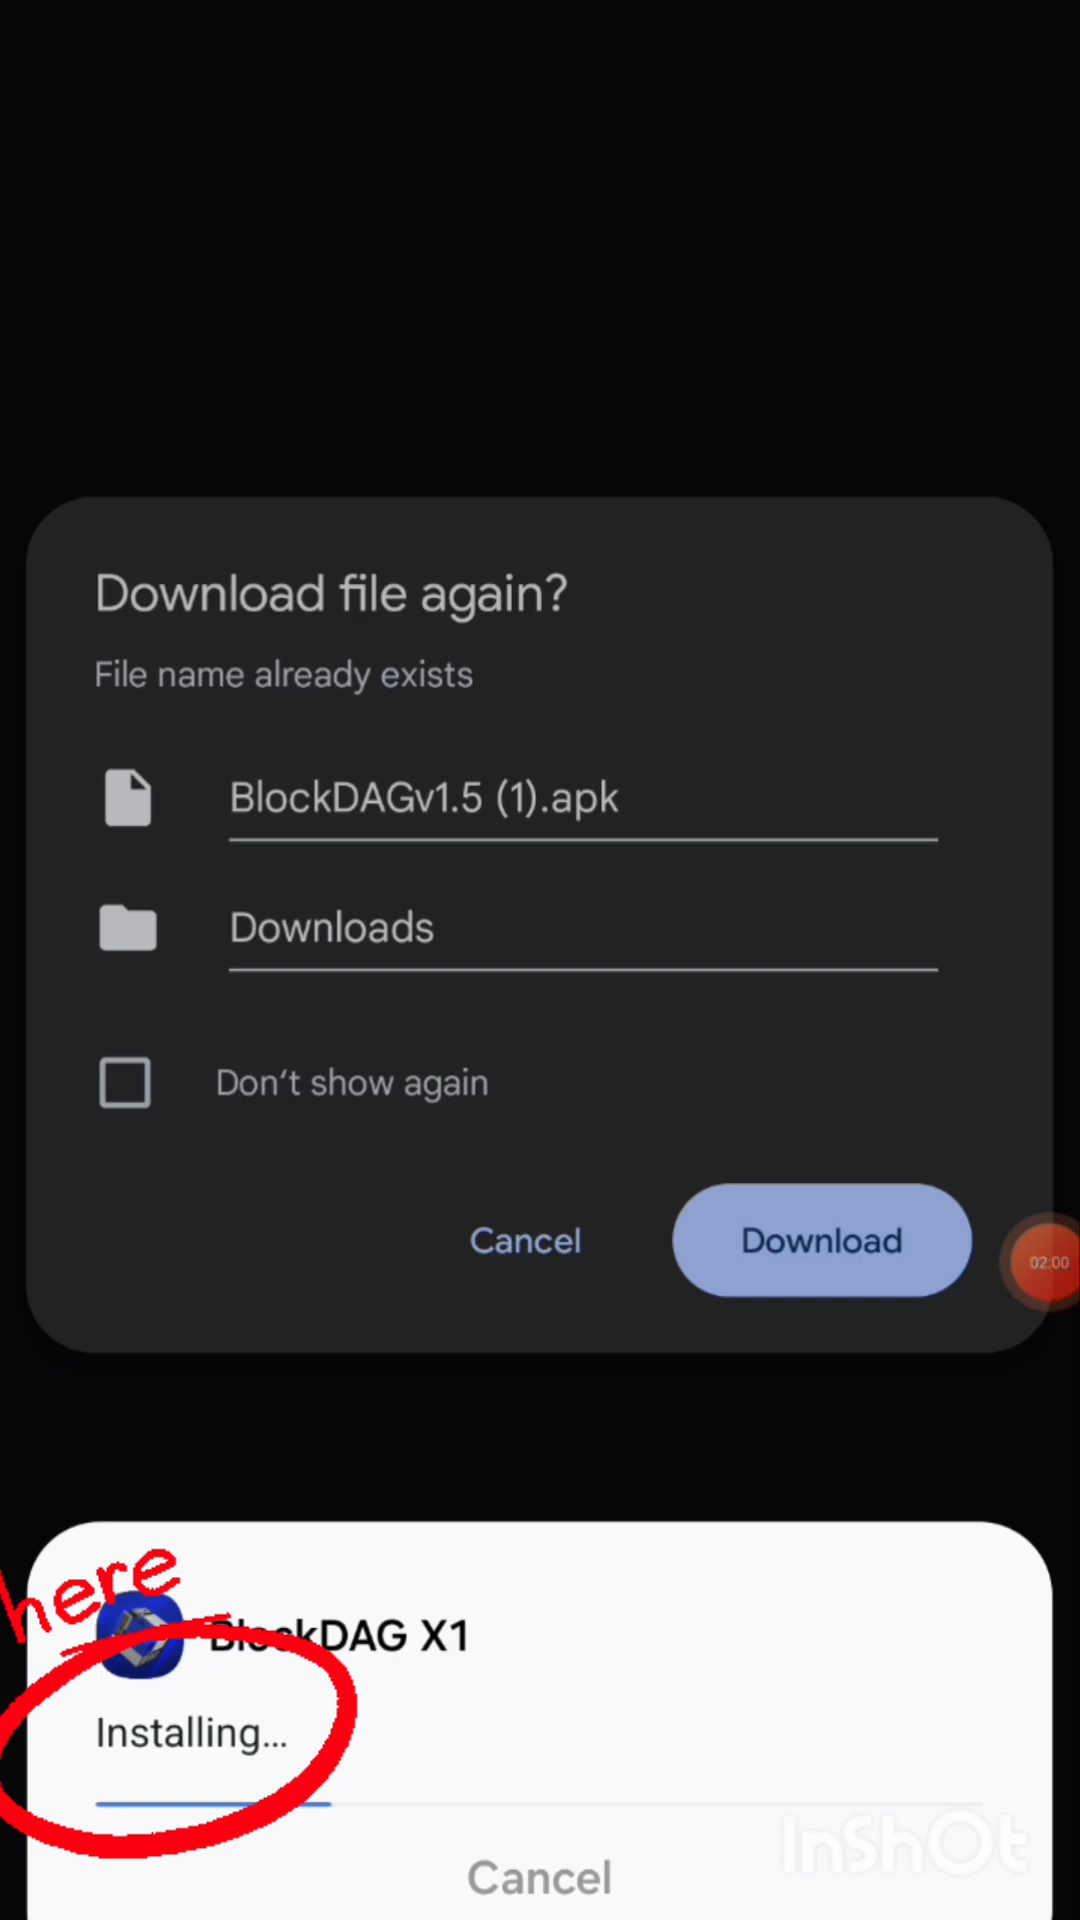 Download file again?
File name already exists
BlockDAGv1.5 (1).apk
Downloads
Don't show again
Cancel
Download
02:00
here
BlockDAG X1
Installing...
InShOt
Cancel